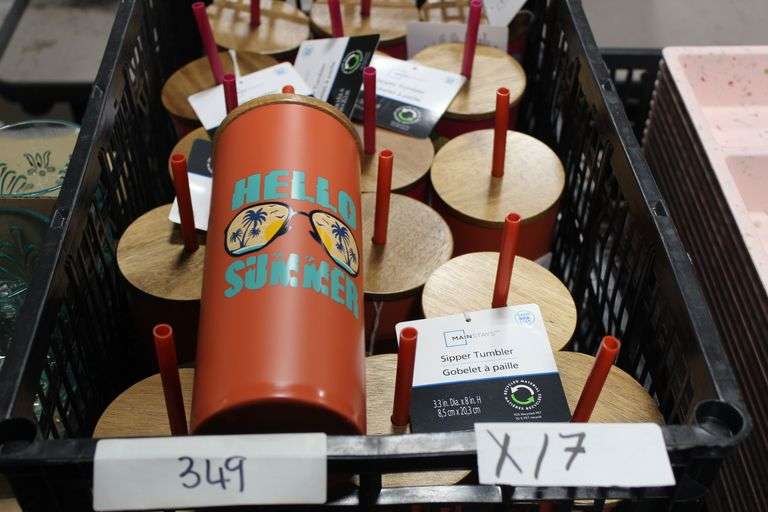 HELLO
SUMMER
MAINSTAYS
Sipper Tumbler
Gobelet à paille
3.3 in. Dia. x 8 in. H
8,5 cm x 20,3 cm
349
X17